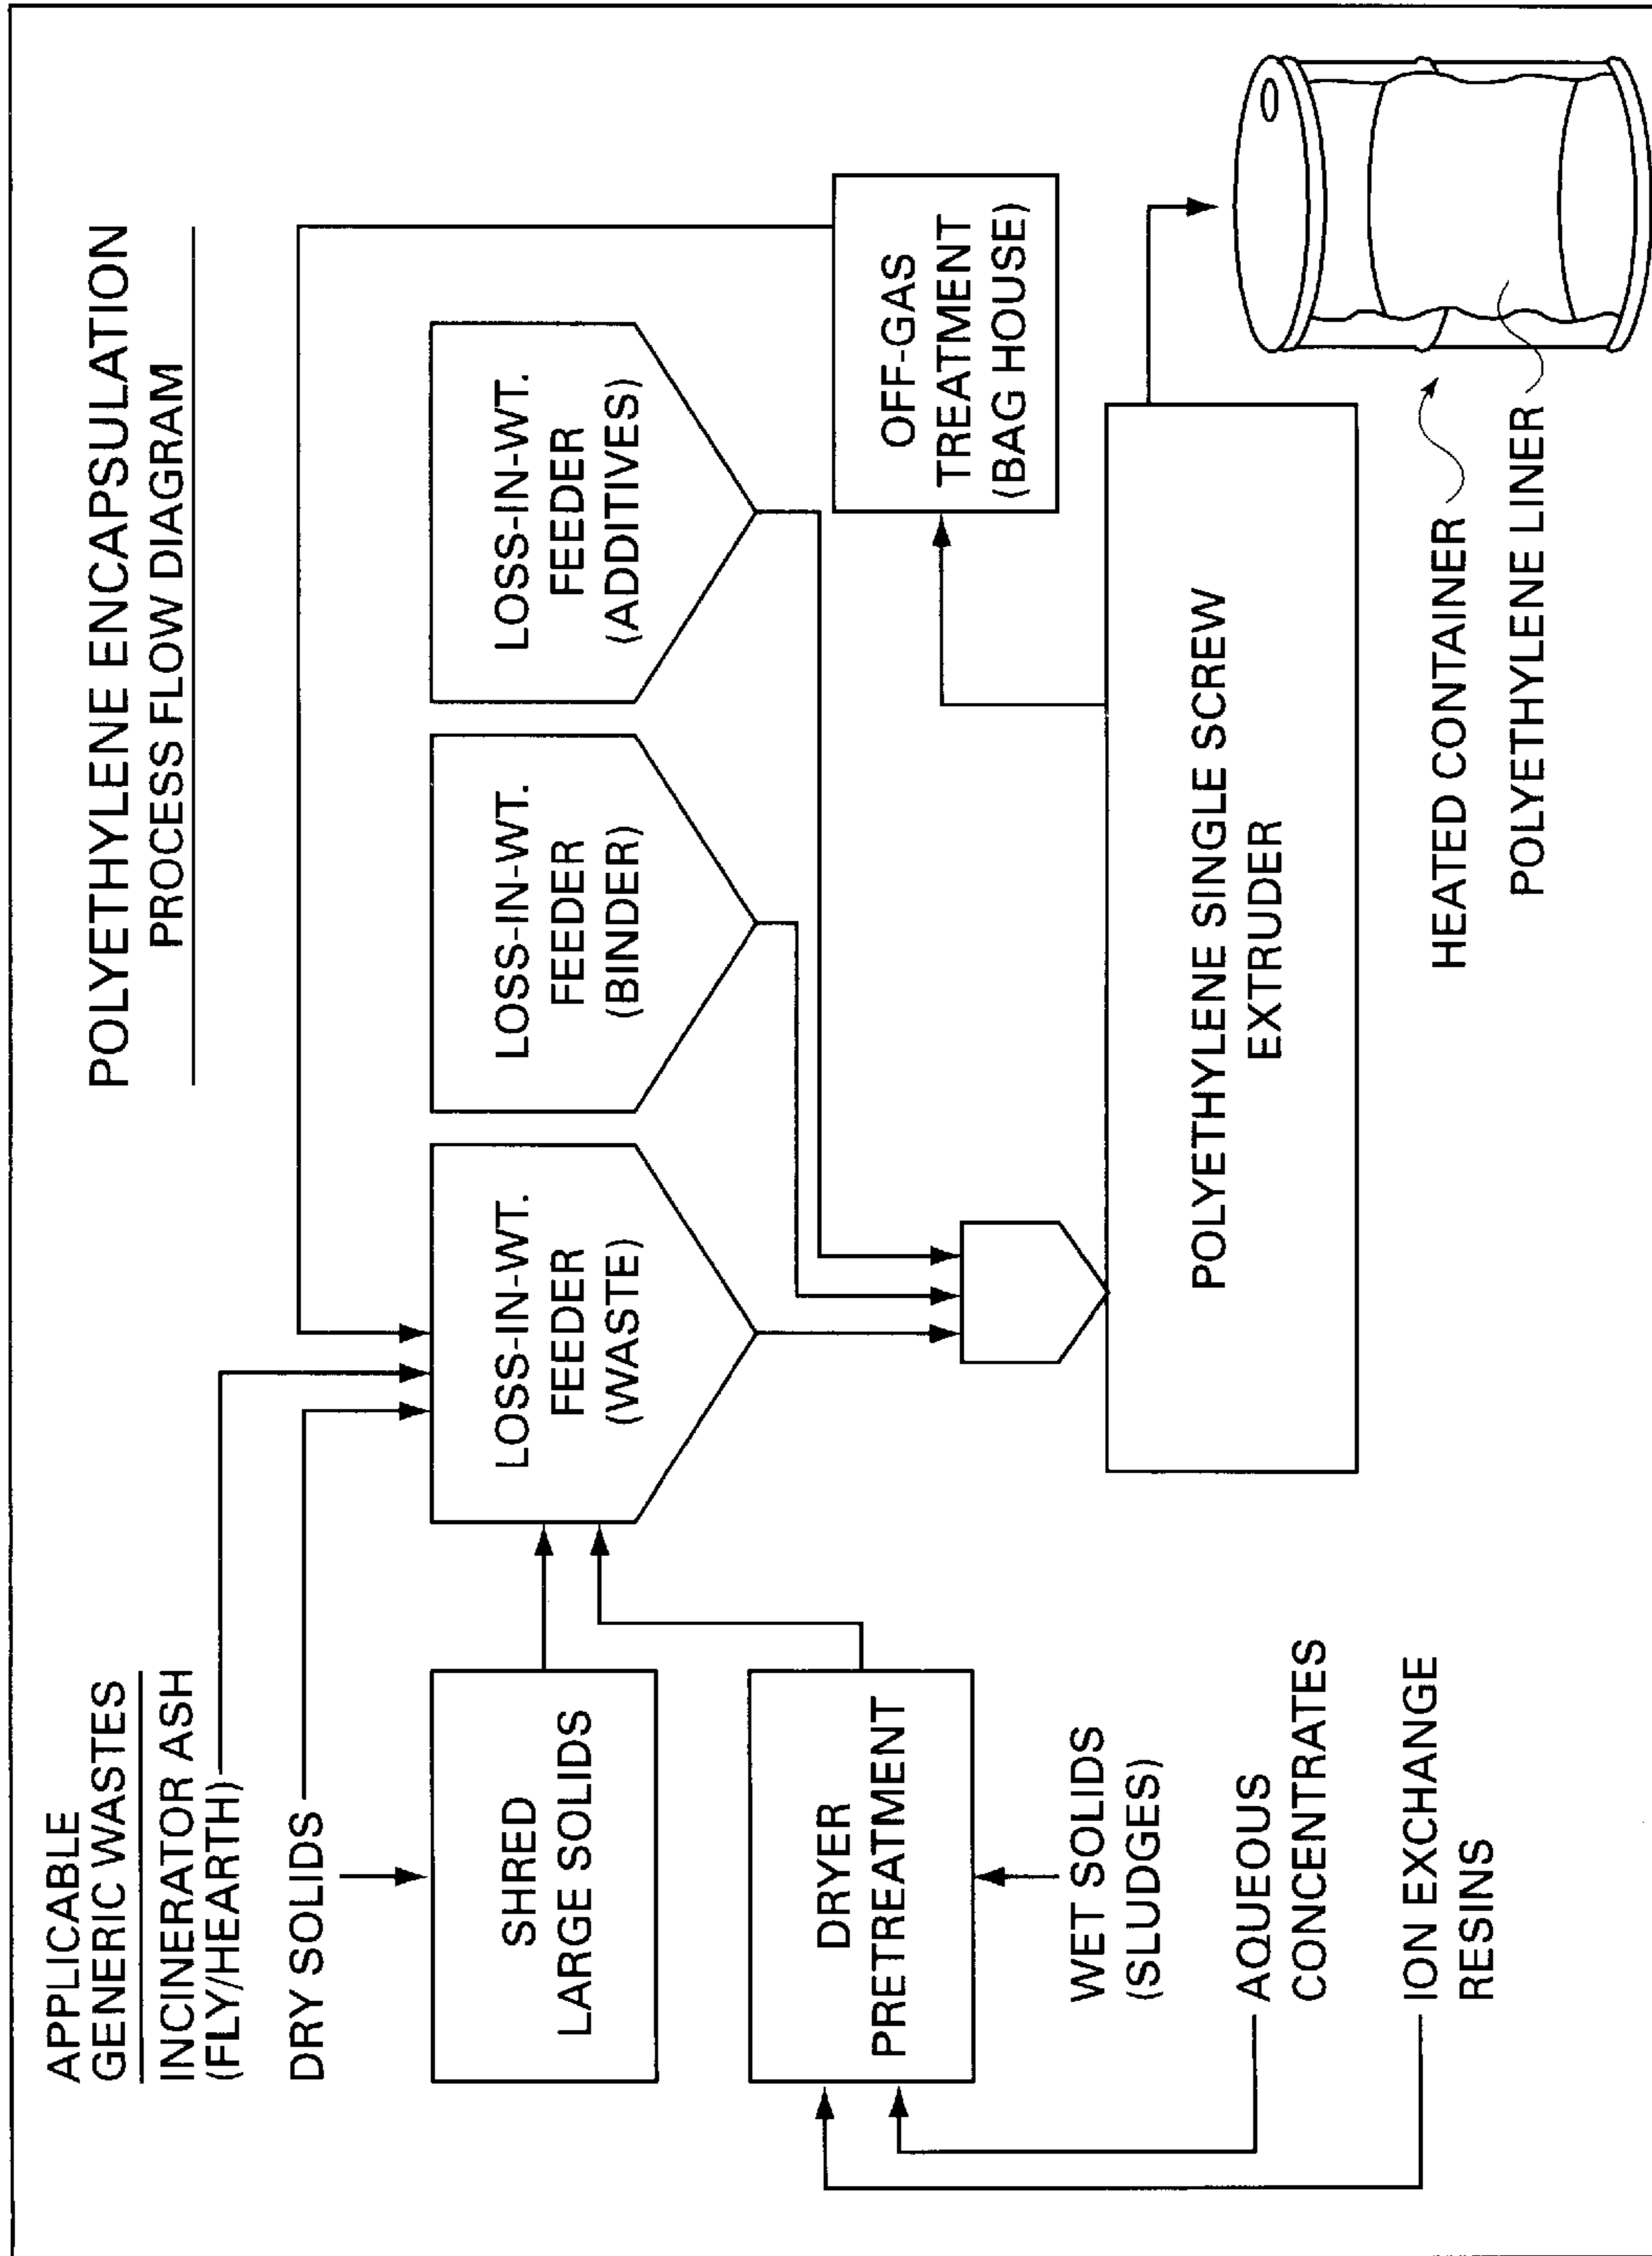 POLYETHYLENE ENCAPSULATION
PROCESS FLOW DIAGRAM
APPLICABLE
GENERIC WASTES
INCINERATOR ASH
(FLY/HEARTH)
DRY SOLIDS
SHRED
LARGE SOLIDS
DRYER
PRETREATMENT
WET SOLIDS
(SLUDGES)
AQUEOUS
CONCENTRATES
ION EXCHANGE
RESINS
LOSS-IN-WT.
FEEDER
(WASTE)
LOSS-IN-WT.
FEEDER
(BINDER)
LOSS-IN-WT.
FEEDER
(ADDITIVES)
OFF-GAS
TREATMENT
(BAG HOUSE)
POLYETHYLENE SINGLE SCREW
EXTRUDER
HEATED CONTAINER
POLYETHYLENE LINER